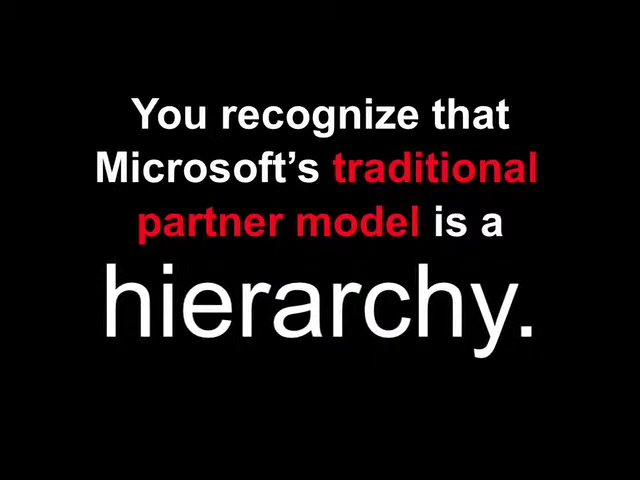 You recognize that
Microsoft’s traditional
partner model is a
hierarchy.